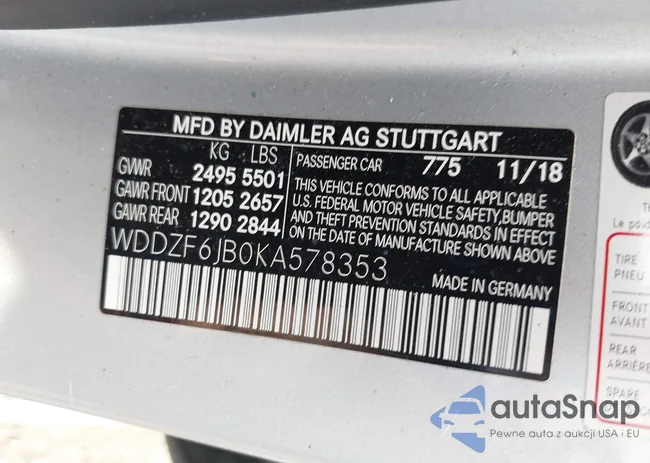 MFD BY DAIMLER AG STUTTGART
KG LBS
GVWR 2495 5501
GAWR FRONT 1205 2657
GAWR REAR 1290 2844
PASSENGER CAR 775 11/18
THIS VEHICLE CONFORMS TO ALL APPLICABLE
U.S. FEDERAL MOTOR VEHICLE SAFETY, BUMPER
AND THEFT PREVENTION STANDARDS IN EFFECT
ON THE DATE OF MANUFACTURE SHOWN ABOVE
WDDZF6JB0KA578353
MADE IN GERMANY
Le poid
TIRE
PNEU
FRONT
AVANT
REAR
ARRIÈRE
SPARE
autaSnap
Pewne auta z aukcji USA i EU